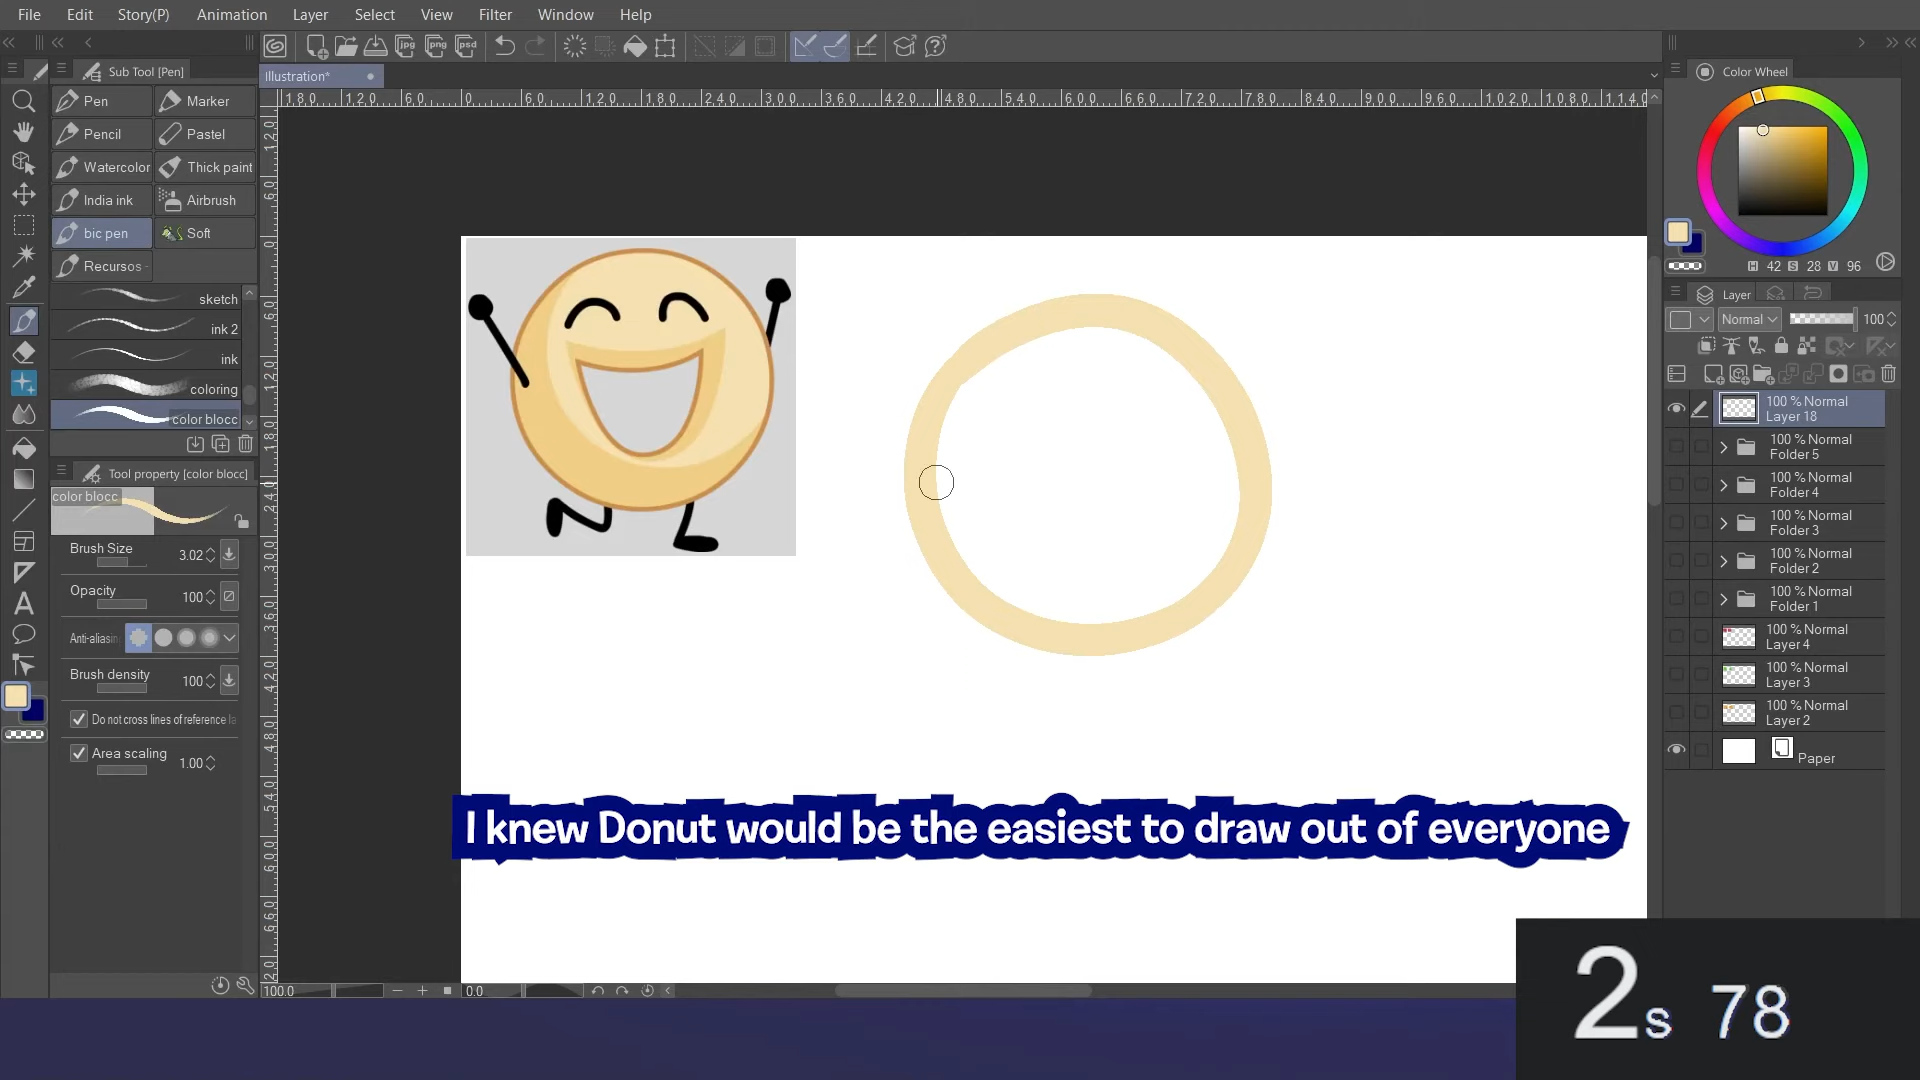 File Edit Story(P) Animation Layer Select View Filter Window Help
Sub Tool [Pen]
Illustration*
Color Wheel
Pen
Marker
Pencil
Pastel
Watercolor
Thick paint
India ink
Airbrush
bic pen
Soft
Recursos -
sketch
ink 2
ink
coloring
color blocc
Tool property [color blocc]
color blocc
Brush Size 3.02
Opacity 100
Anti-aliasin
Brush density 100
Do not cross lines of reference la
Area scaling 1.00
100.0
0.0
H 42 S 28 V 96
Layer
Normal 100
100 % Normal
Layer 18
100 % Normal
Folder 5
100 % Normal
Folder 4
100 % Normal
Folder 3
100 % Normal
Folder 2
100 % Normal
Folder 1
100 % Normal
Layer 4
100 % Normal
Layer 3
100 % Normal
Layer 2
Paper
I knew Donut would be the easiest to draw out of everyone
2s 78